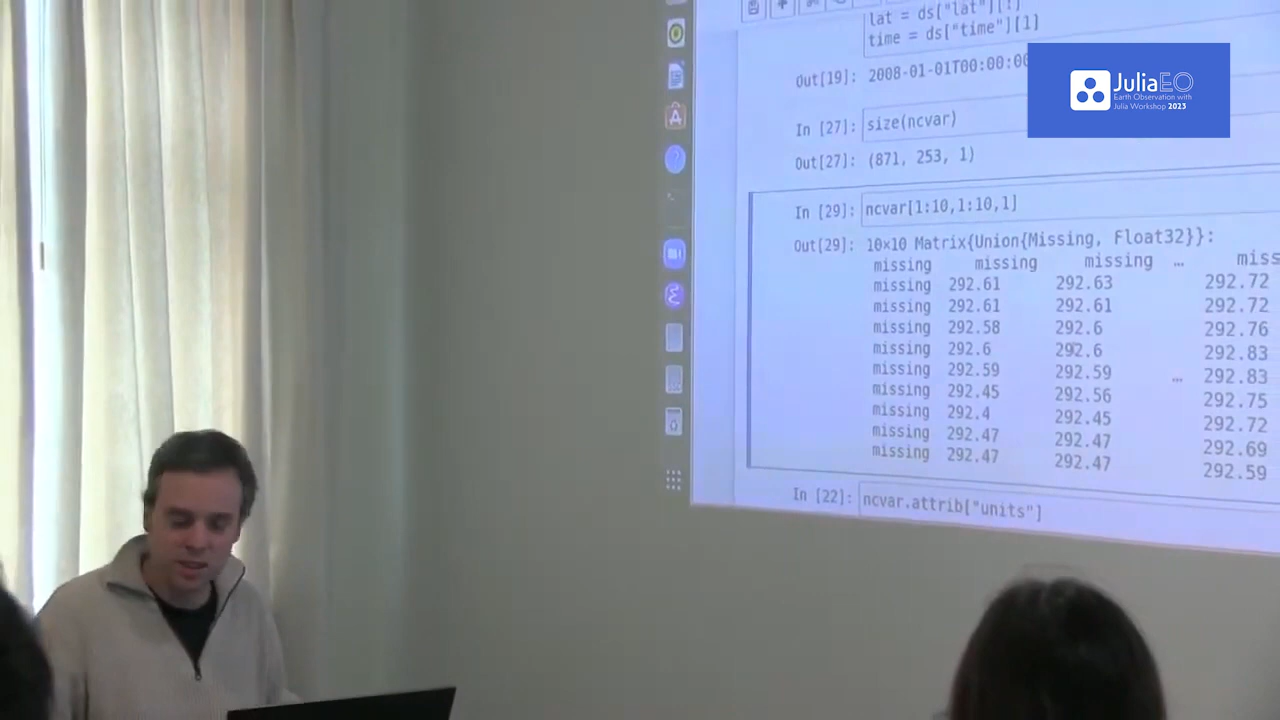 lat = ds["lat"][:]
time = ds["time"][1]
Out[19]: 2008-01-01T00:00:00
JuliaEO
Earth Observation with
Julia Workshop 2023
In [27]: size(ncvar)
Out[27]: (871, 253, 1)
In [29]: ncvar[1:10,1:10,1]
Out[29]: 10×10 Matrix{Union{Missing, Float32}}:
missing missing missing … miss
missing 292.61 292.63 292.72
missing 292.61 292.61 292.72
missing 292.58 292.6 292.76
missing 292.6 292.6 292.83
missing 292.59 292.59 … 292.83
missing 292.45 292.56 292.75
missing 292.4 292.45 292.72
missing 292.47 292.47 292.69
missing 292.47 292.47 292.59
In [22]: ncvar.attrib["units"]